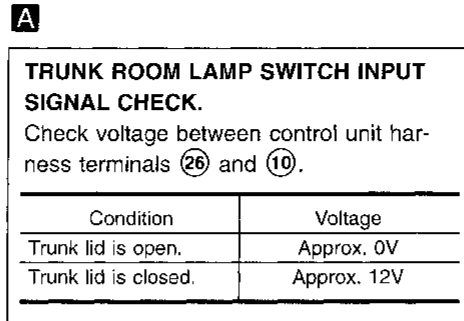 A
TRUNK ROOM LAMP SWITCH INPUT
SIGNAL CHECK.
Check voltage between control unit har-
ness terminals 26 and 10.
Condition Voltage
Trunk lid is open. Approx. 0V
Trunk lid is closed. Approx. 12V